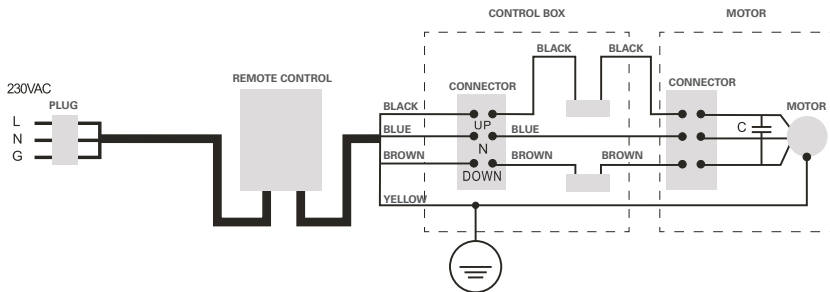 CONTROL BOX
MOTOR
BLACK
BLACK
REMOTE CONTROL
CONNECTOR
CONNECTOR
230VAC
PLUG
BLACK
MOTOR
L
UP
C
BLUE
BLUE
N
N
BROWN
BROWN
BROWN
G
DOWN
YELLOW